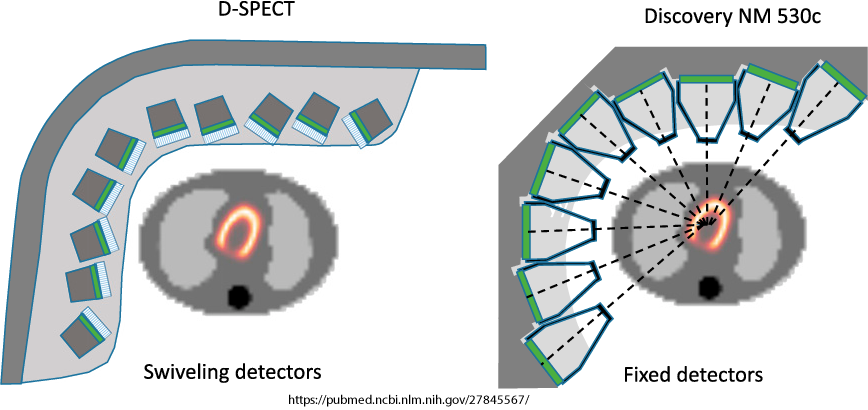 D-SPECT
Discovery NM 530c
Swiveling detectors
Fixed detectors
https://pubmed.ncbi.nlm.nih.gov/27845567/